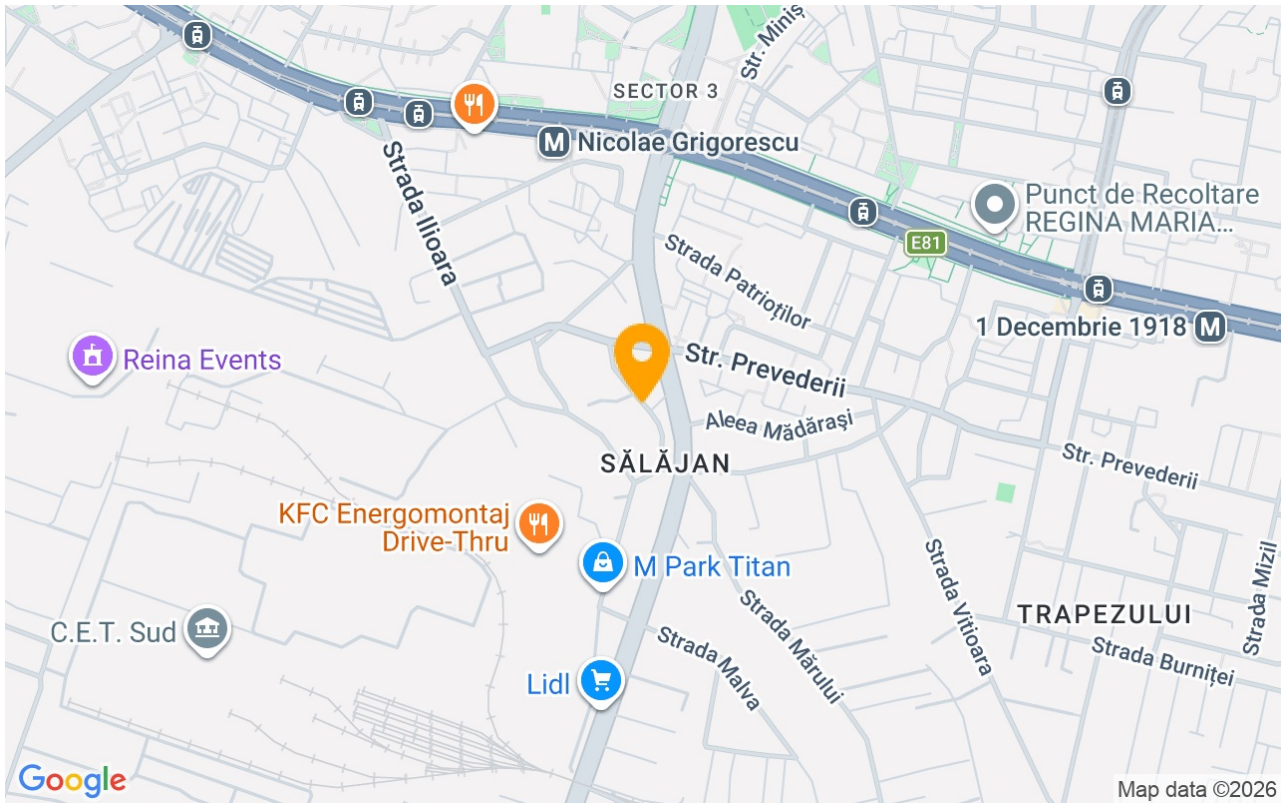 Str. Miniș
SECTOR 3
M Nicolae Grigorescu
Strada Ilioara
Punct de Recoltare
REGINA MARIA...
E81
Strada Patrioților
1 Decembrie 1918 M
Reina Events
Str. Prevederii
Aleea Mădărași
SĂLĂJAN
Str. Prevederii
KFC Energomontaj
Drive-Thru
M Park Titan
Strada Vitioara
Strada Mizil
C.E.T. Sud
TRAPEZULUI
Strada Mărului
Strada Malva
Strada Burniței
Lidl
Google
Map data ©2026